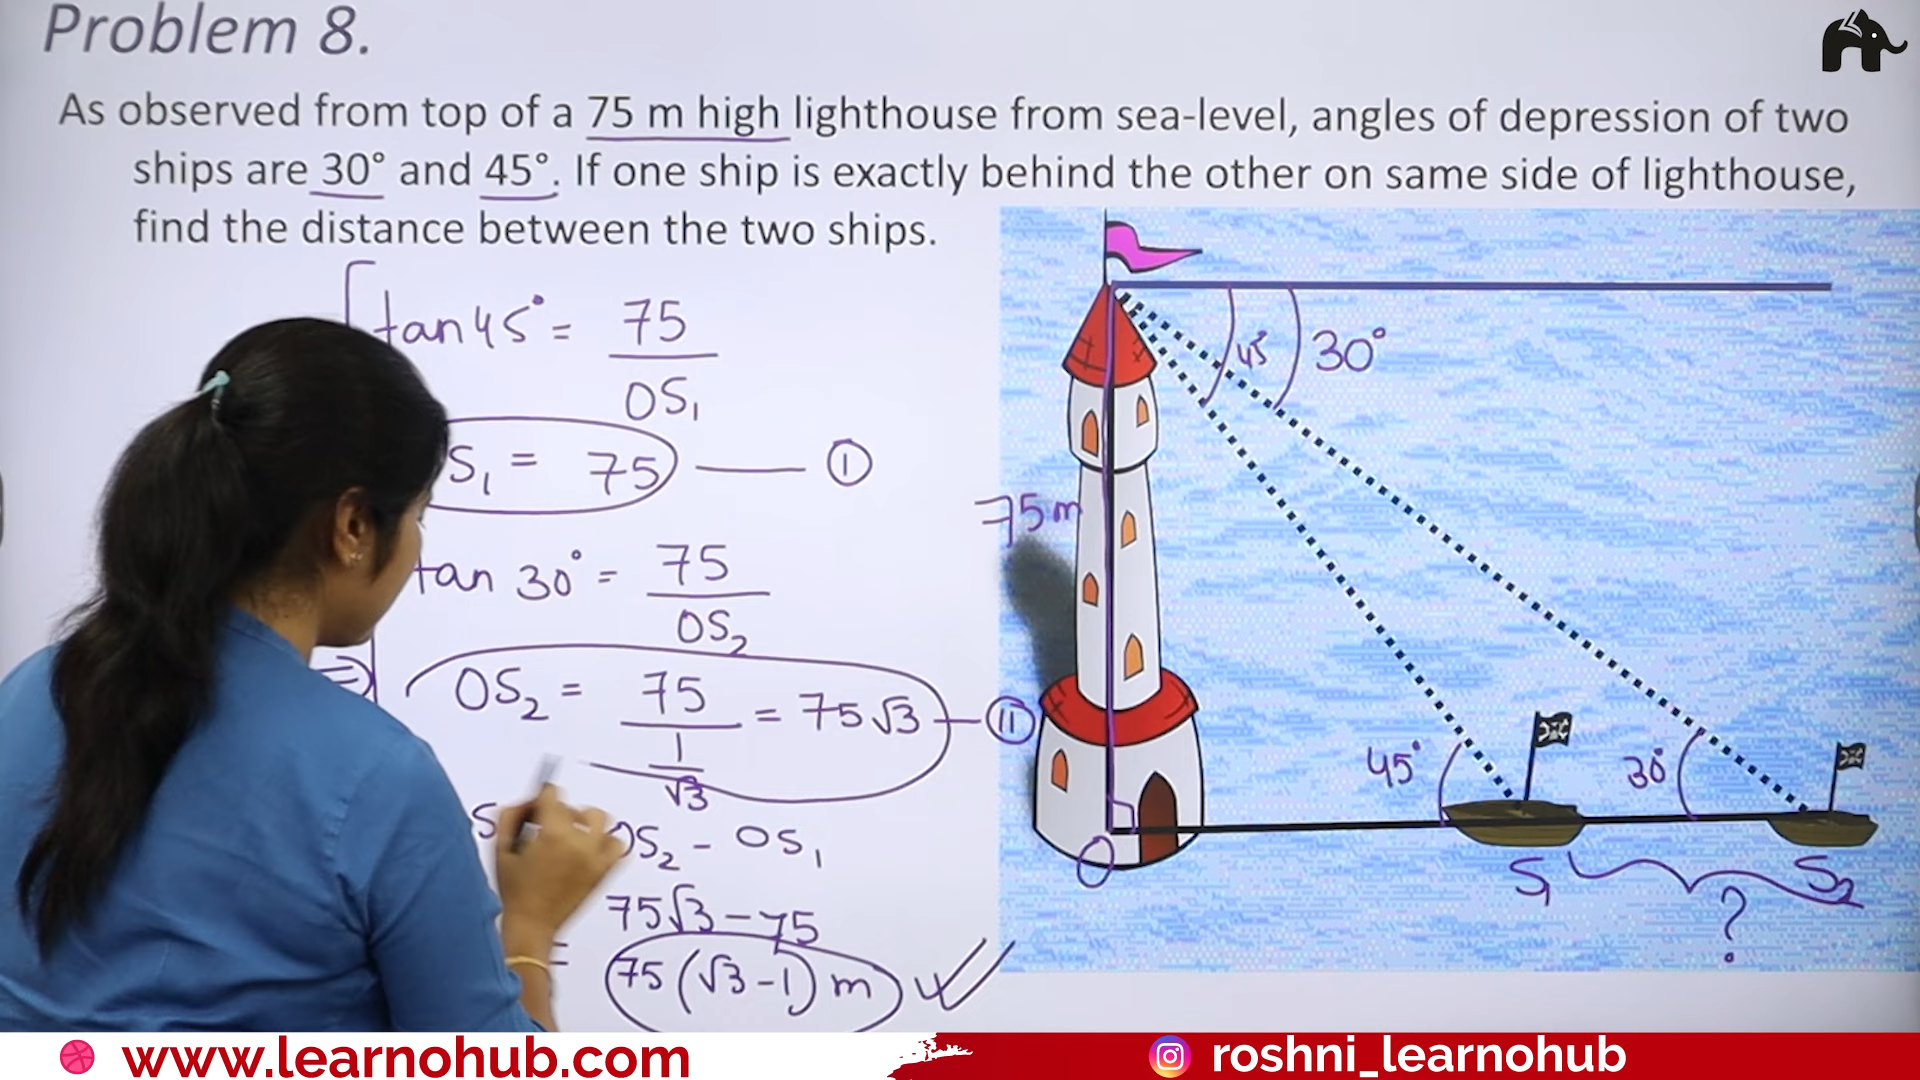 Problem 8.
As observed from top of a 75 m high lighthouse from sea-level, angles of depression of two
ships are 30° and 45°. If one ship is exactly behind the other on same side of lighthouse,
find the distance between the two ships.
tan 45° = 75
OS₁
S₁ = 75 — ①
tan 30° = 75
OS₂
⇒ OS₂ = 75 = 75√3 — Ⅱ
1
√3
S
OS₂ - OS₁
75√3 - 75
= 75(√3-1) m
45°
30°
75 m
45°
30°
O
S₁
S₂
?
www.learnohub.com
roshni_learnohub